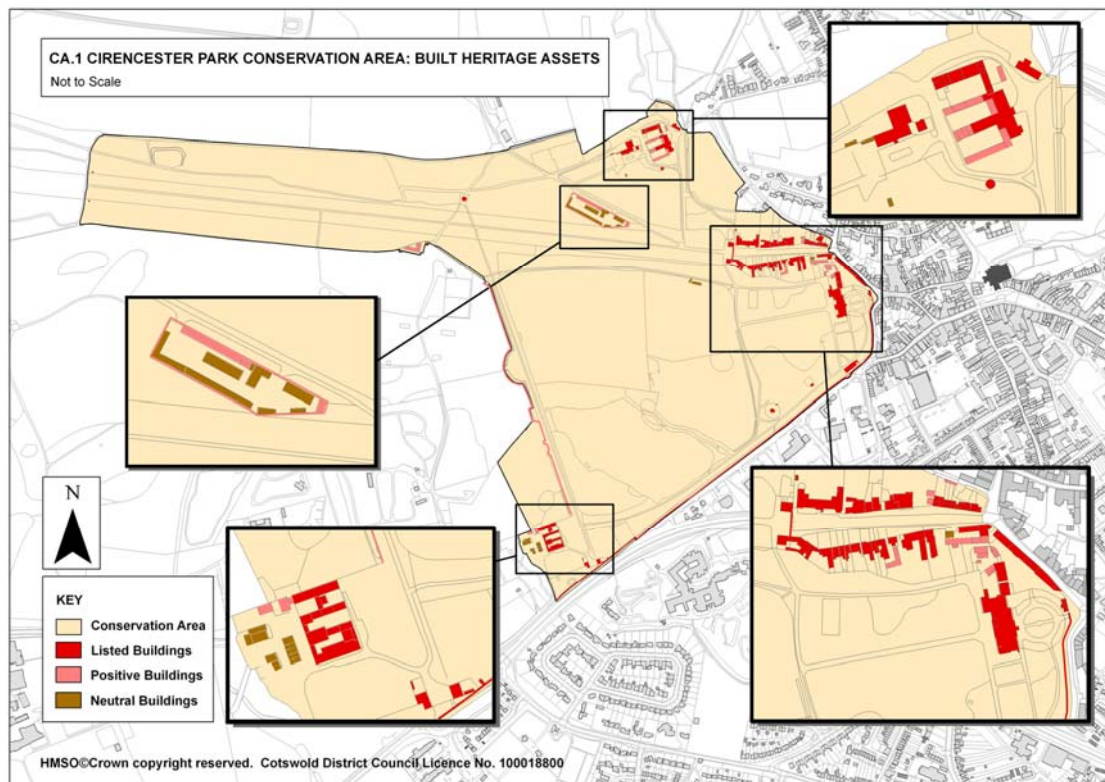 CA.1 CIRENCESTER PARK CONSERVATION AREA: BUILT HERITAGE ASSETS
Not to Scale
N
KEY
Conservation Area
Listed Buildings
Positive Buildings
Neutral Buildings
HMSO©Crown copyright reserved. Cotswold District Council Licence No. 100018800